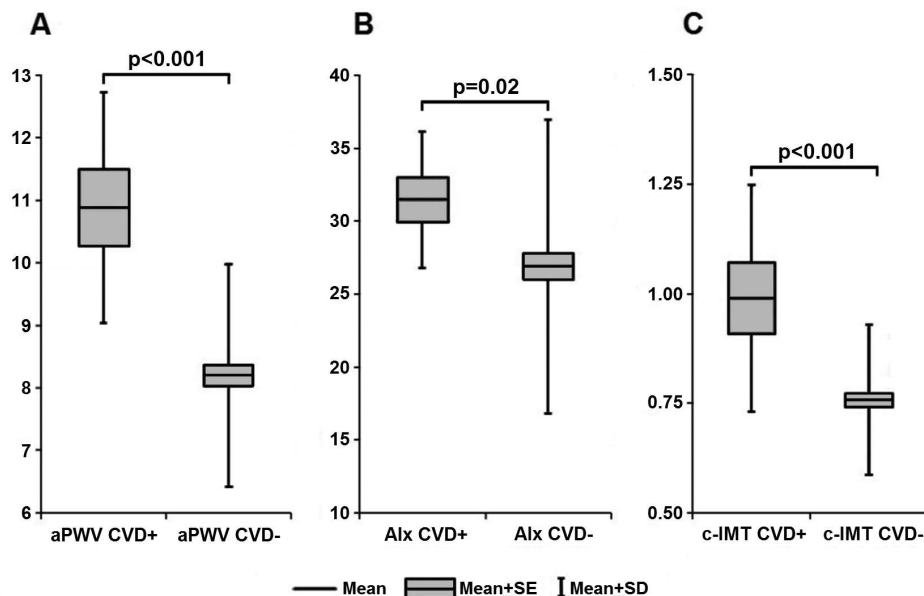 A
p<0.001
13
12
11
10
9
8
7
6
aPWV CVD+
aPWV CVD-
B
p=0.02
40
35
30
25
20
15
10
AIx CVD+
AIx CVD-
C
p<0.001
1.50
1.25
1.00
0.75
0.50
c-IMT CVD+
c-IMT CVD-
Mean
Mean+SE
Mean+SD